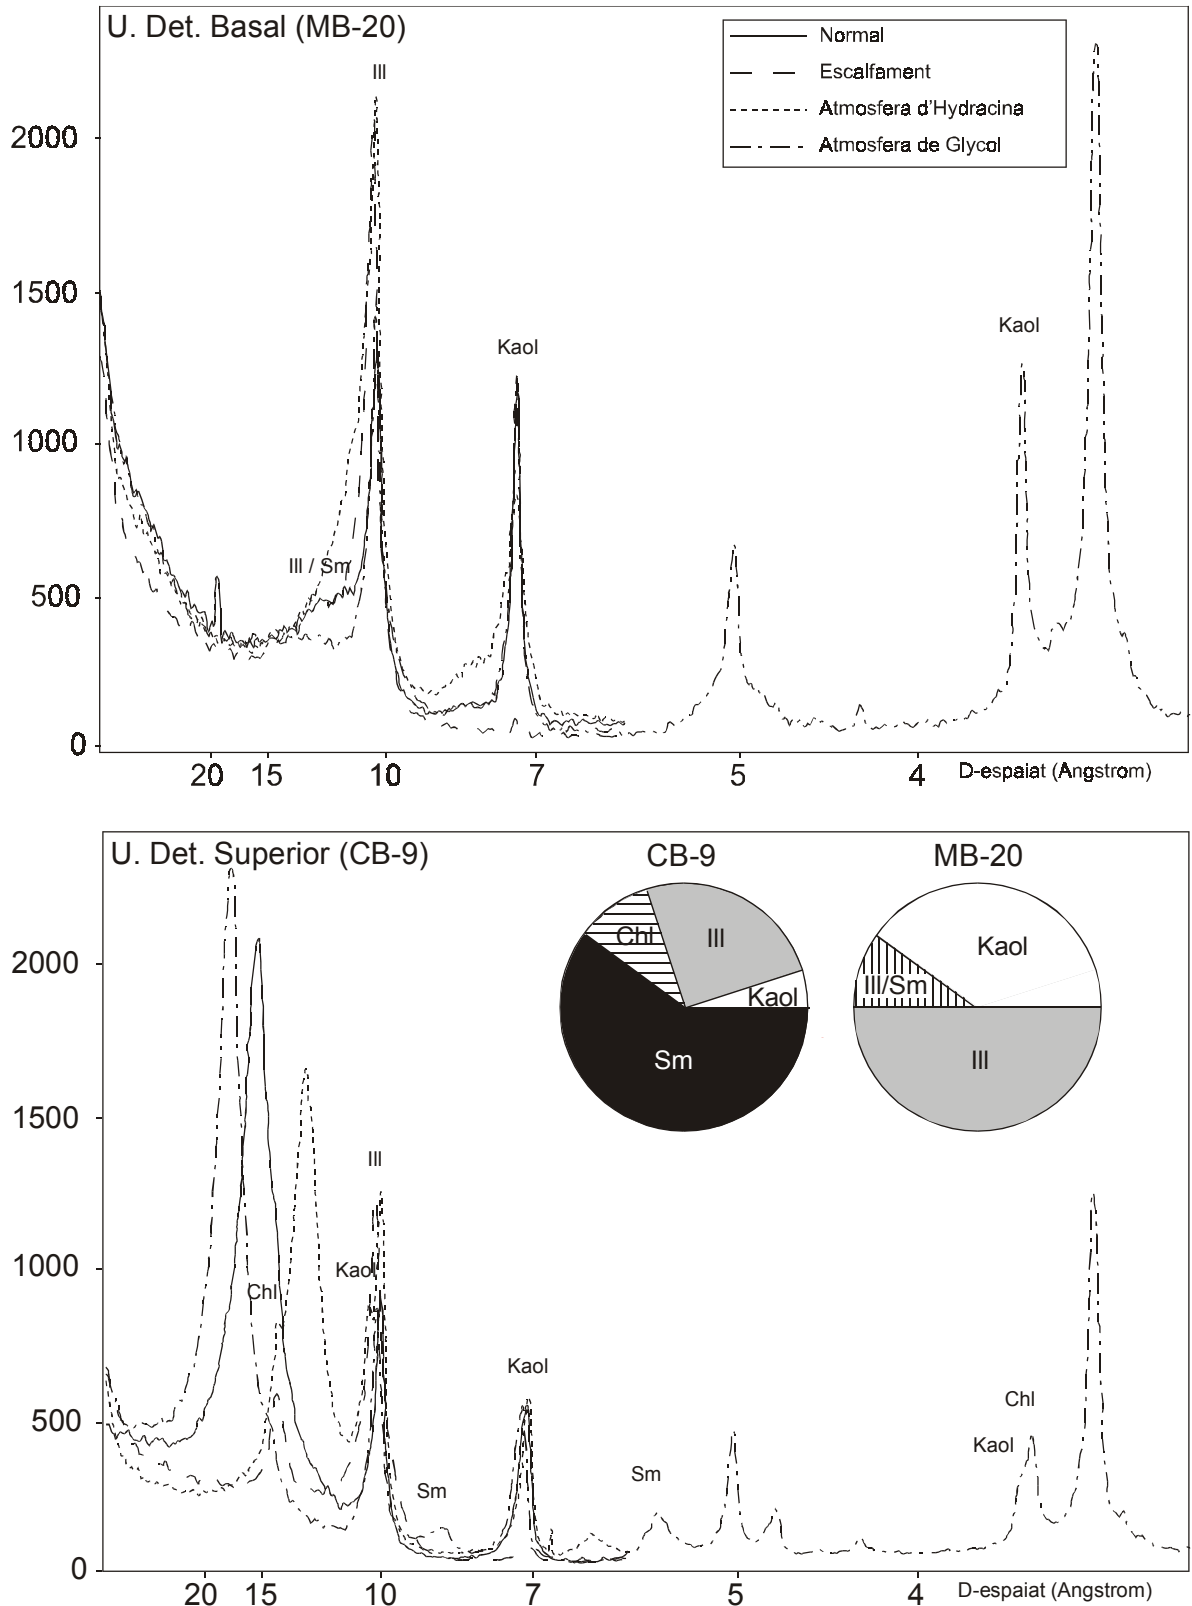 U. Det. Basal (MB-20)
Normal
Escalfament
Atmosfera d'Hydracina
Atmosfera de Glycol
Ill
Kaol
Kaol
Ill / Sm
2000
1500
1000
500
0
20 15 10 7 5 4 D-espaiat (Angstrom)
U. Det. Superior (CB-9)
CB-9 MB-20
Chl Ill Kaol Sm
Kaol Ill/Sm Ill
2000
1500
1000
500
0
Ill
Kaol
Chl
Kaol
Sm
Sm
Chl
Kaol
20 15 10 7 5 4 D-espaiat (Angstrom)